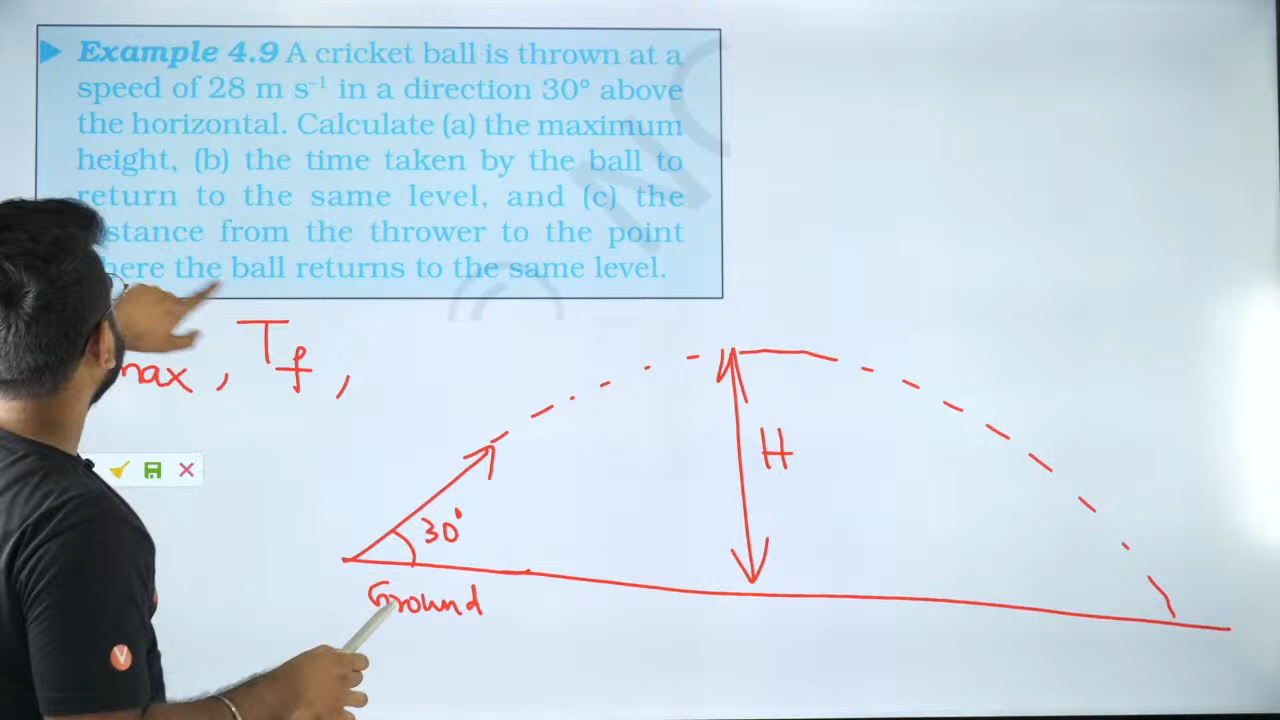 Example 4.9 A cricket ball is thrown at a
speed of 28 m s⁻¹ in a direction 30° above
the horizontal. Calculate (a) the maximum
height, (b) the time taken by the ball to
return to the same level, and (c) the
stance from the thrower to the point
here the ball returns to the same level.
max , Tf ,
H
30°
Ground
V